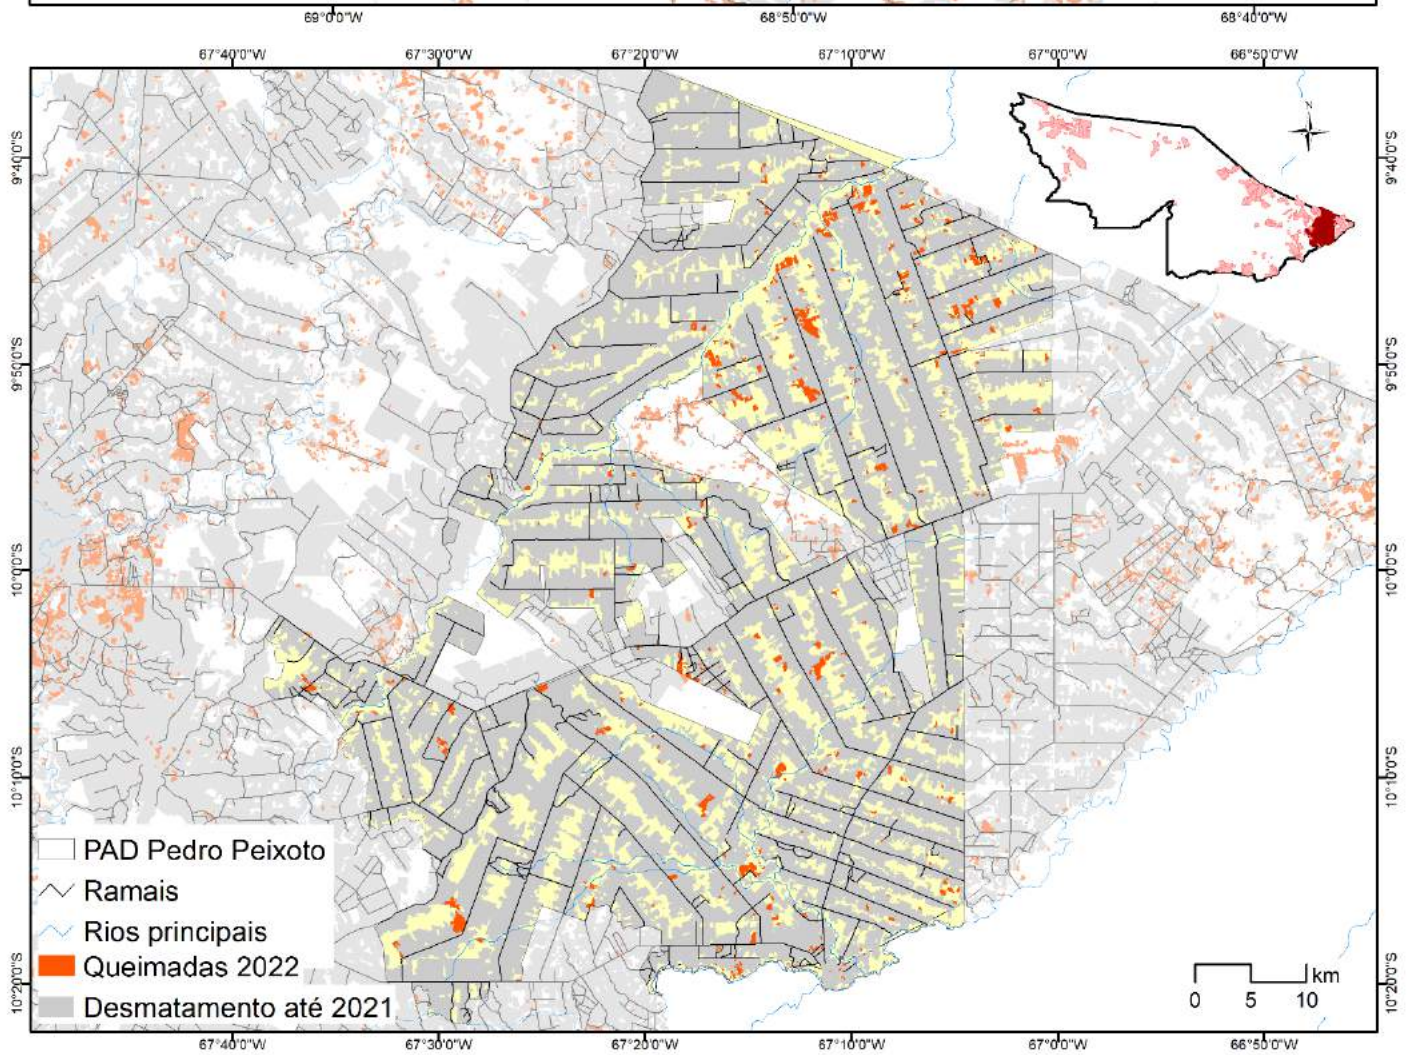 69°0'0"W 68°50'0"W 68°40'0"W
67°40'0"W 67°30'0"W 67°20'0"W 67°10'0"W 67°0'0"W 66°50'0"W
N
9°40'0"S 9°40'0"S
9°50'0"S 9°50'0"S
10°0'0"S 10°0'0"S
10°10'0"S 10°10'0"S
PAD Pedro Peixoto
Ramais
Rios principais
Queimadas 2022
Desmatamento até 2021
km
0 5 10
10°20'0"S 10°20'0"S
67°40'0"W 67°30'0"W 67°20'0"W 67°10'0"W 67°0'0"W 66°50'0"W